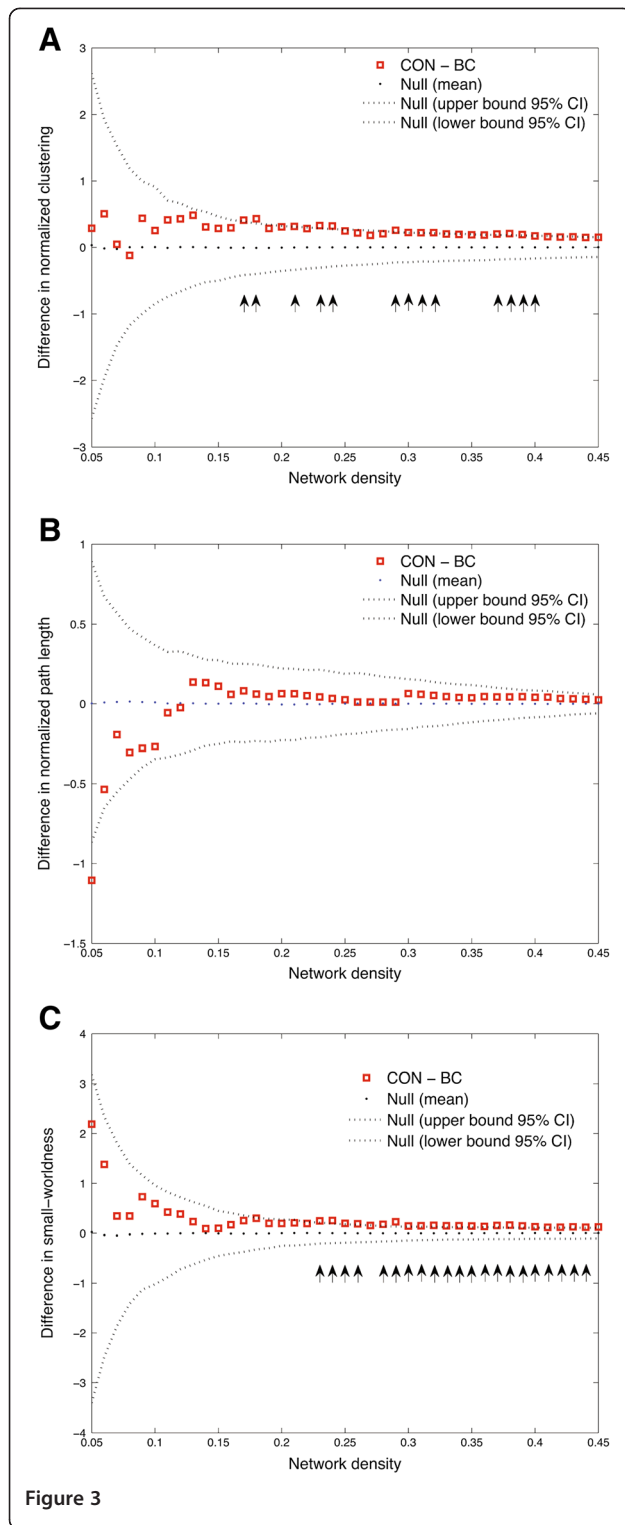 A
3
2
1
0
−1
−2
−3
0.05
0.1
0.15
0.2
0.25
0.3
0.35
0.4
0.45
Difference in normalized clustering
Network density
CON − BC
Null (mean)
Null (upper bound 95% CI)
Null (lower bound 95% CI)
B
1
0.5
0
−0.5
−1
−1.5
0.05
0.1
0.15
0.2
0.25
0.3
0.35
0.4
0.45
Difference in normalized path length
Network density
CON − BC
Null (mean)
Null (upper bound 95% CI)
Null (lower bound 95% CI)
C
4
3
2
1
0
−1
−2
−3
−4
0.05
0.1
0.15
0.2
0.25
0.3
0.35
0.4
0.45
Difference in small−worldness
Network density
CON − BC
Null (mean)
Null (upper bound 95% CI)
Null (lower bound 95% CI)
Figure 3